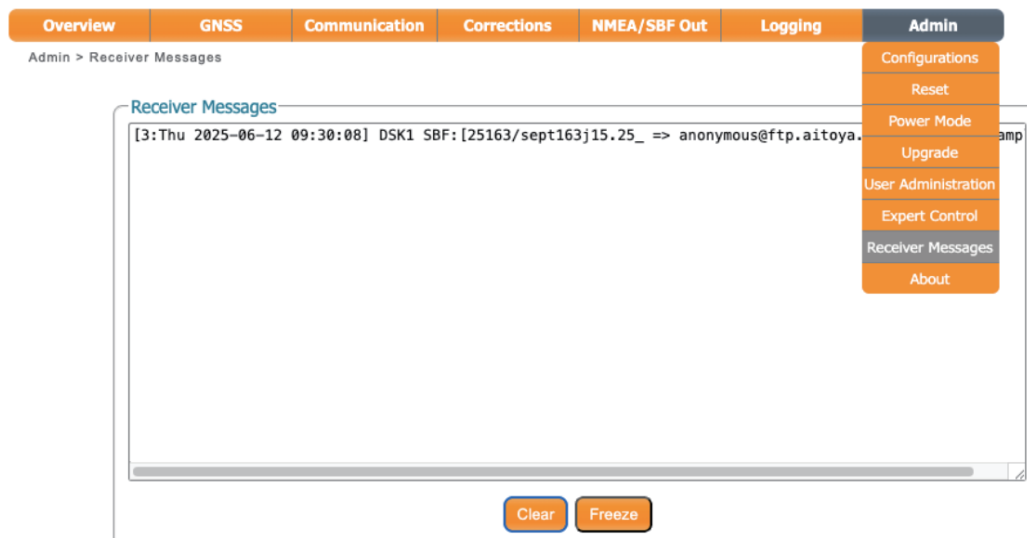 Overview GNSS Communication Corrections NMEA/SBF Out Logging Admin
Admin > Receiver Messages
Configurations
Reset
Power Mode
Upgrade
User Administration
Expert Control
Receiver Messages
About
Receiver Messages
[3:Thu 2025-06-12 09:30:08] DSK1 SBF:[25163/sept163j15.25_ => anonymous@ftp.aitoya.
Clear Freeze